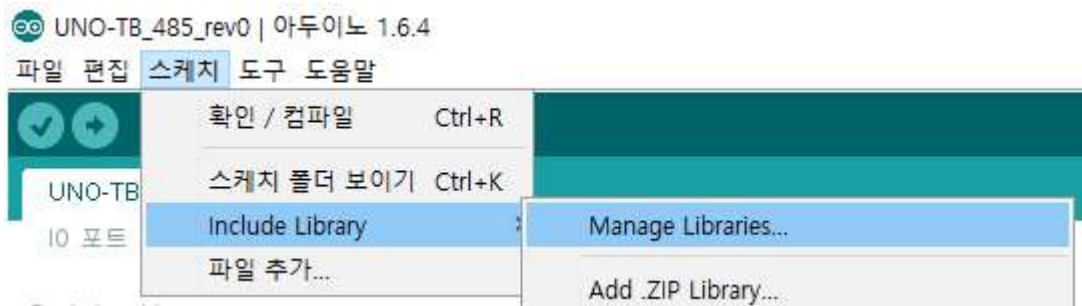 UNO-TB_485_rev0 | 아두이노 1.6.4
파일 편집 스케치 도구 도움말
확인 / 컴파일 Ctrl+R
스케치 폴더 보이기 Ctrl+K
UNO-TB
Include Library
Manage Libraries...
IO 포트
파일 추가...
Add .ZIP Library...